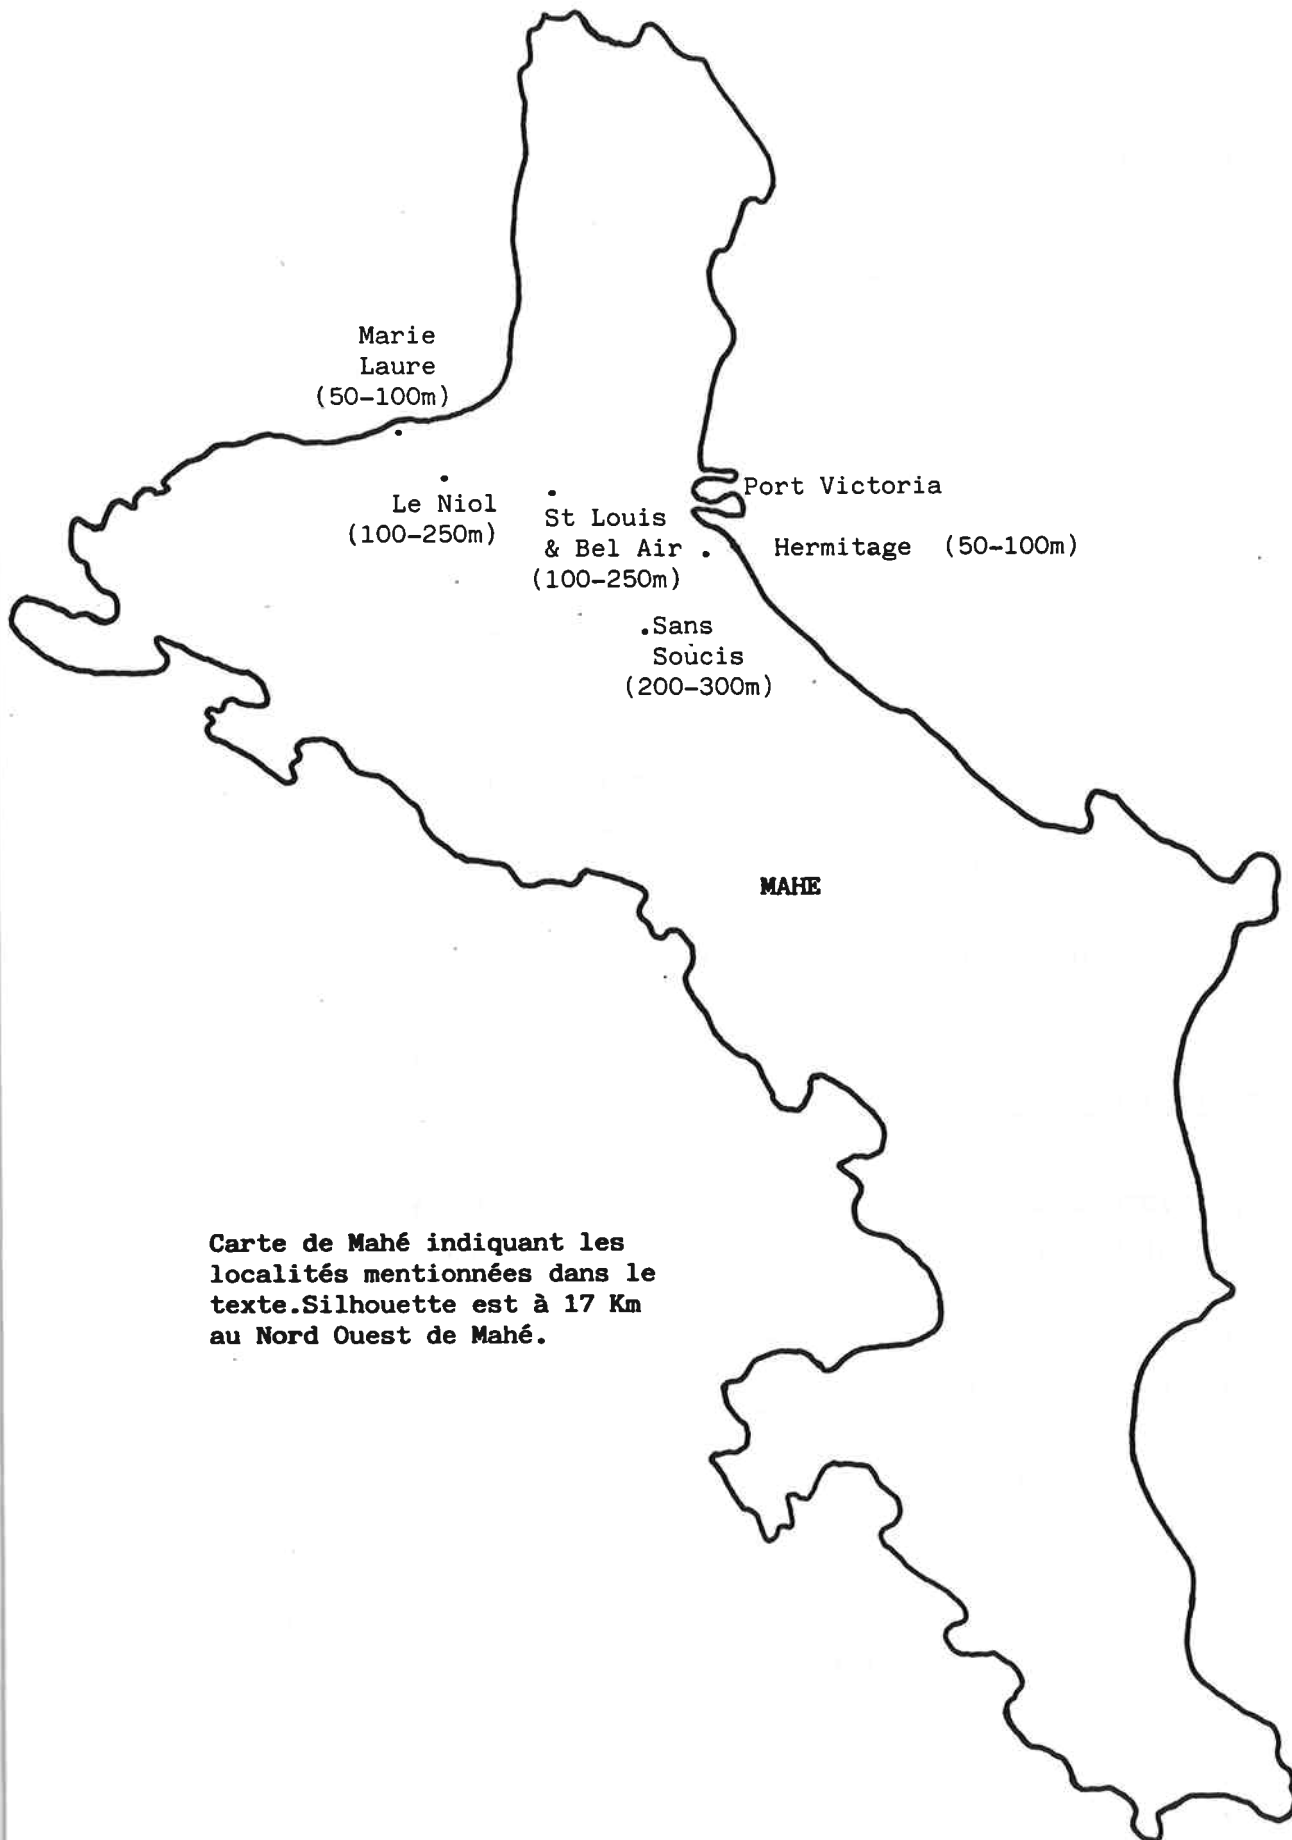 Marie
Laure
(50-100m)
Le Niol
(100-250m)
St Louis
& Bel Air
(100-250m)
Port Victoria
Hermitage (50-100m)
Sans
Soucis
(200-300m)
MAHE
Carte de Mahé indiquant les
localités mentionnées dans le
texte.Silhouette est à 17 Km
au Nord Ouest de Mahé.